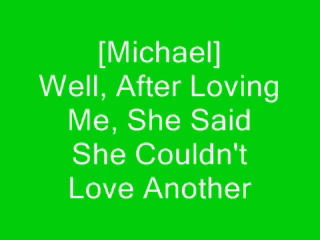 [Michael]
Well, After Loving
Me, She Said
She Couldn't
Love Another